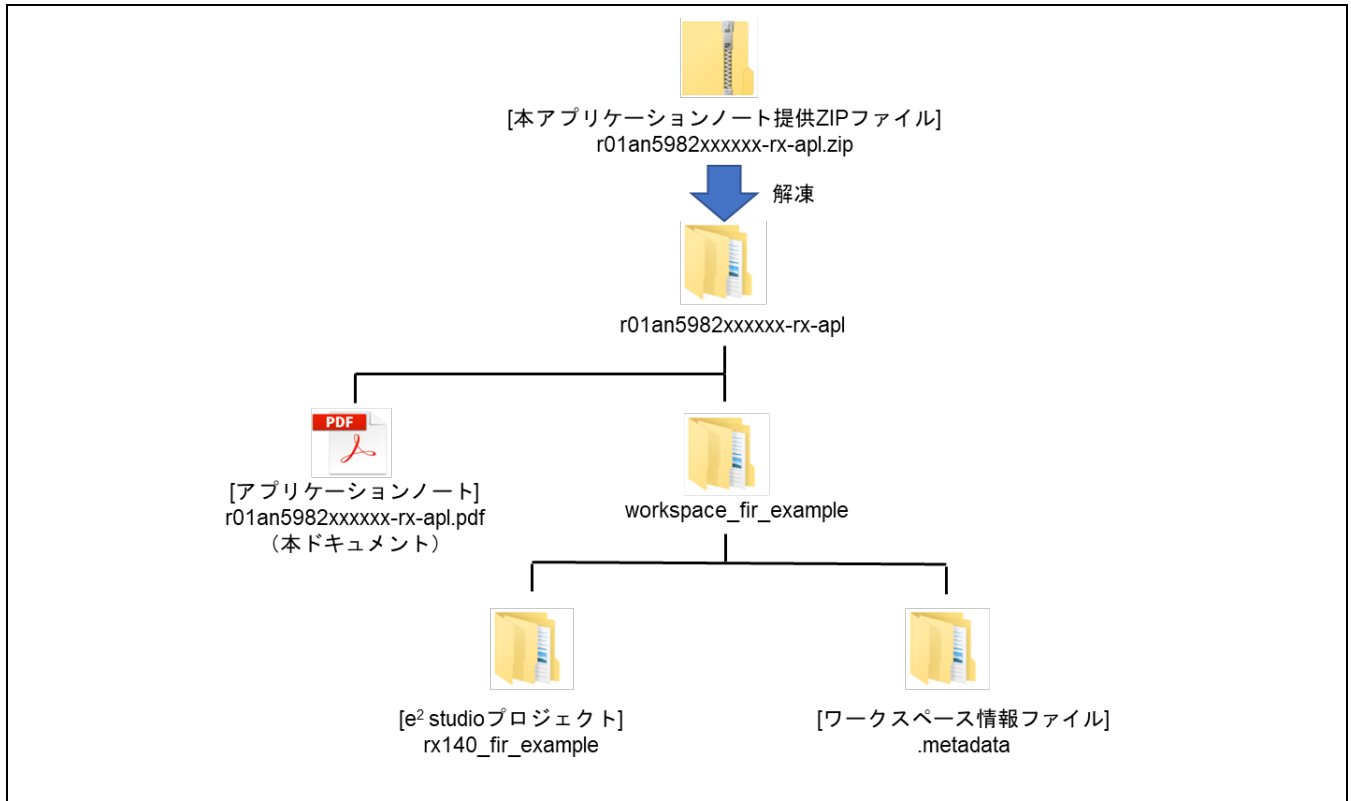 [本アプリケーションノート提供ZIPファイル]
r01an5982xxxxxx-rx-apl.zip
解凍
r01an5982xxxxxx-rx-apl
PDF
[アプリケーションノート]
r01an5982xxxxxx-rx-apl.pdf
(本ドキュメント)
workspace_fir_example
[e² studioプロジェクト]
rx140_fir_example
[ワークスペース情報ファイル]
.metadata